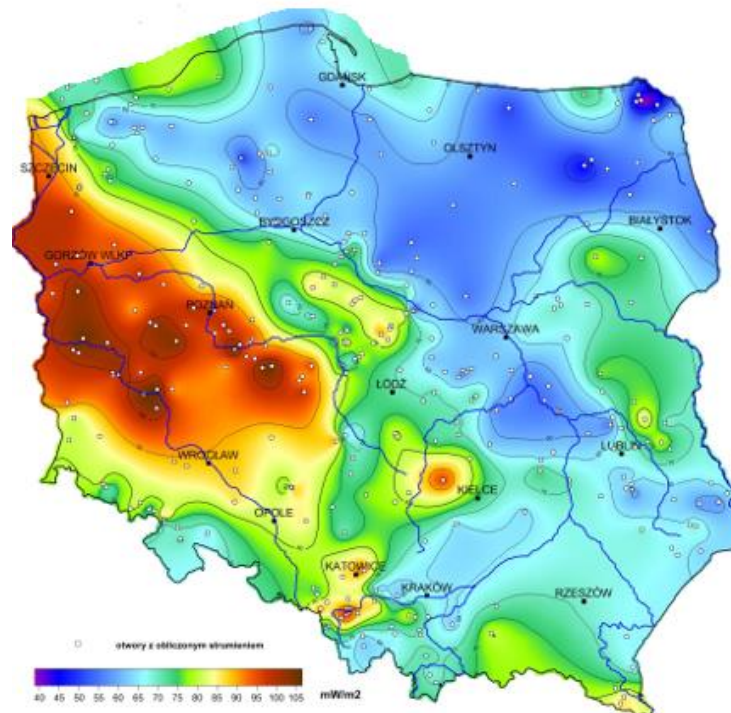 GDAŃSK
OLSZTYN
SZCZECIN
BYDGOSZCZ
BIAŁYSTOK
GORZÓW WLKP
POZNAŃ
WARSZAWA
ŁÓDŹ
WROCŁAW
LUBLIN
KIELCE
OPOLE
KATOWICE
KRAKÓW
RZESZÓW
otwory z obliczonym strumieniem
40 45 50 55 60 65 70 75 80 85 90 95 100 105 mW/m2